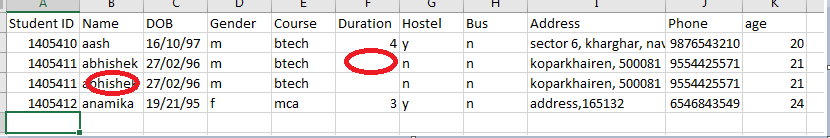 A B C D E F G H I J K
Student ID Name DOB Gender Course Duration Hostel Bus Address Phone age
1405410 aash 16/10/97 m btech 4 y n sector 6, kharghar, nav 9876543210 20
1405411 abhishek 27/02/96 m btech n n koparkhairen, 500081 9554425571 21
1405411 abhishek 27/02/96 m btech n n koparkhairen, 500081 9554425571 21
1405412 anamika 19/21/95 f mca 3 y n address,165132 6546843549 24